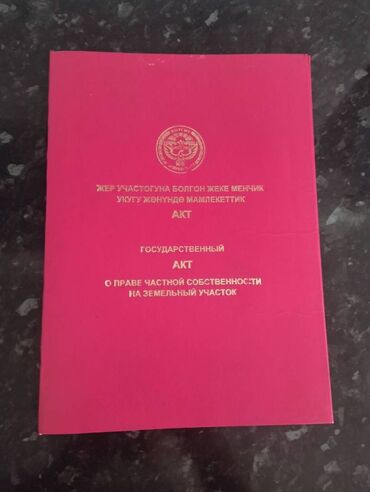 ЖЕР УЧАСТОГУНА БОЛГОН ЖЕКЕ МЕНЧИК
УКУГУ ЖӨНҮНДӨ МАМЛЕКЕТТИК
АКТ
ГОСУДАРСТВЕННЫЙ
АКТ
О ПРАВЕ ЧАСТНОЙ СОБСТВЕННОСТИ
НА ЗЕМЕЛЬНЫЙ УЧАСТОК